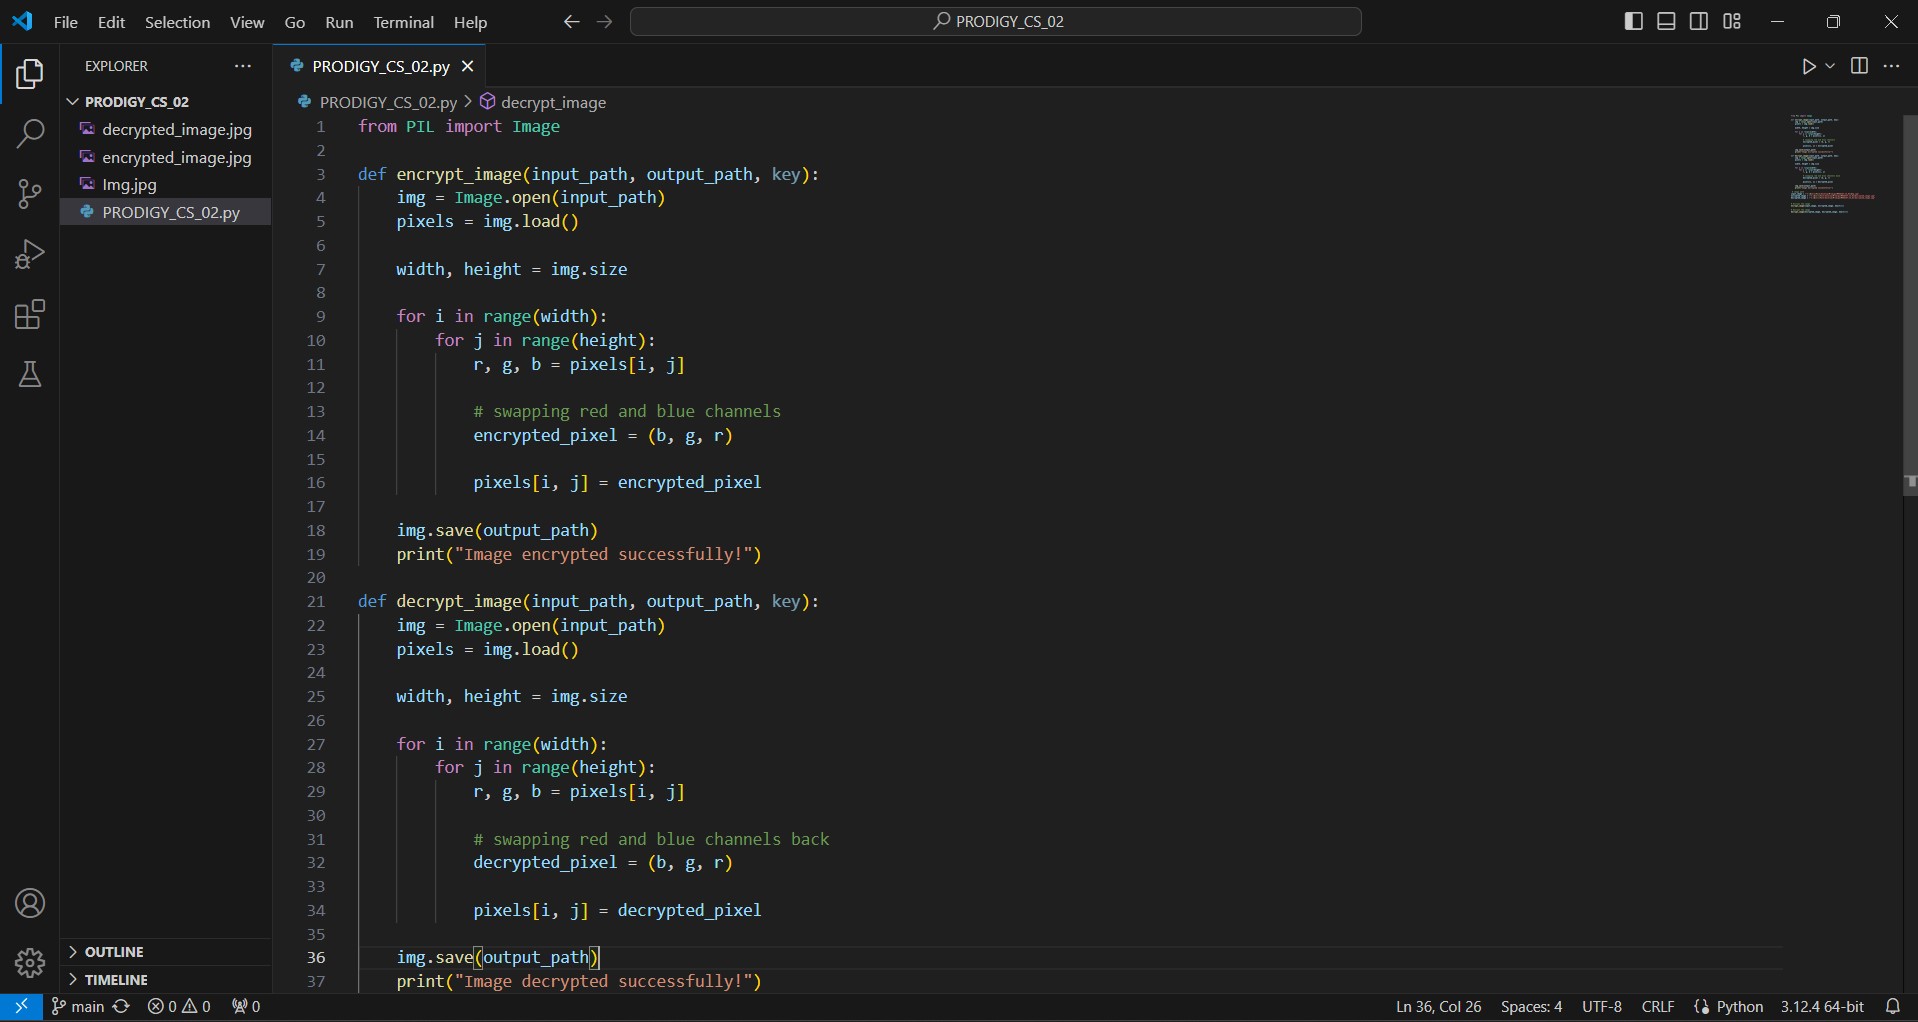 File Edit Selection View Go Run Terminal Help PRODIGY_CS_02
EXPLORER
PRODIGY_CS_02
decrypted_image.jpg
encrypted_image.jpg
Img.jpg
PRODIGY_CS_02.py
OUTLINE
TIMELINE
PRODIGY_CS_02.py
PRODIGY_CS_02.py > decrypt_image
1 from PIL import Image
2
3 def encrypt_image(input_path, output_path, key):
4     img = Image.open(input_path)
5     pixels = img.load()
6
7     width, height = img.size
8
9     for i in range(width):
10         for j in range(height):
11             r, g, b = pixels[i, j]
12
13             # swapping red and blue channels
14             encrypted_pixel = (b, g, r)
15
16             pixels[i, j] = encrypted_pixel
17
18     img.save(output_path)
19     print("Image encrypted successfully!")
20
21 def decrypt_image(input_path, output_path, key):
22     img = Image.open(input_path)
23     pixels = img.load()
24
25     width, height = img.size
26
27     for i in range(width):
28         for j in range(height):
29             r, g, b = pixels[i, j]
30
31             # swapping red and blue channels back
32             decrypted_pixel = (b, g, r)
33
34             pixels[i, j] = decrypted_pixel
35
36     img.save(output_path)
37     print("Image decrypted successfully!")
main 0 0 0 Ln 36, Col 26 Spaces: 4 UTF-8 CRLF Python 3.12.4 64-bit